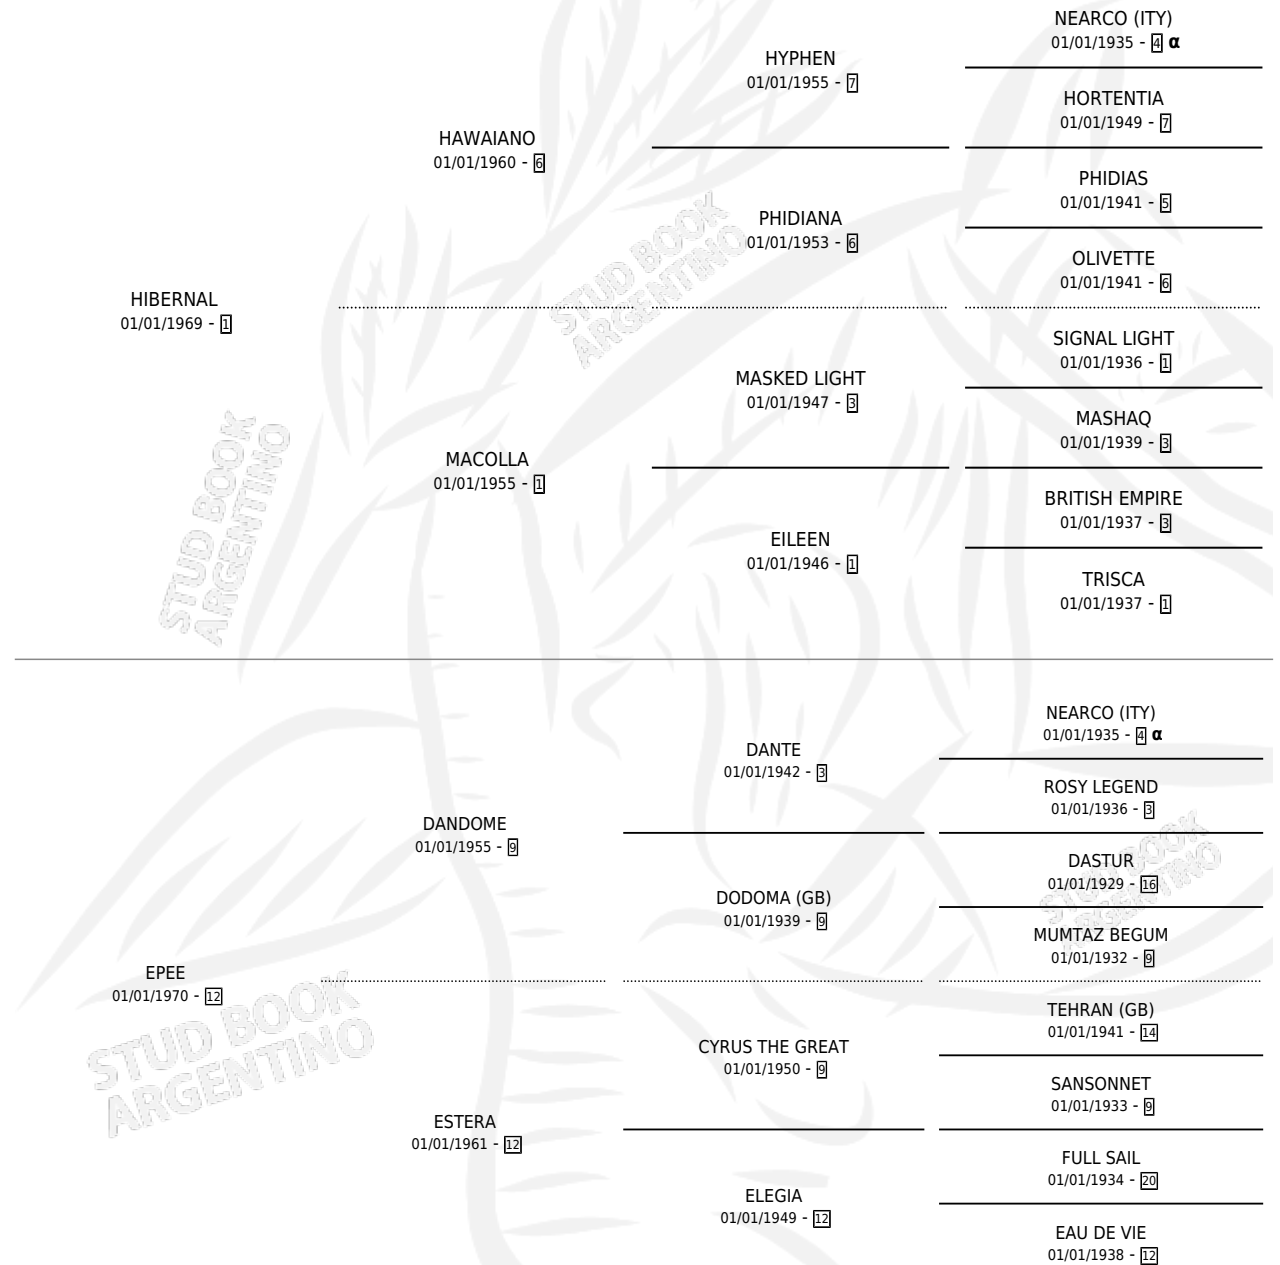 NEARCO (ITY)
01/01/1935 - 4 α
HYPHEN
01/01/1955 - 7
HORTENTIA
01/01/1949 - 7
HAWAIANO
01/01/1960 - 6
PHIDIAS
01/01/1941 - 5
PHIDIANA
01/01/1953 - 6
OLIVETTE
01/01/1941 - 6
HIBERNAL
01/01/1969 - 1
SIGNAL LIGHT
01/01/1936 - 1
MASKED LIGHT
01/01/1947 - 3
MASHAQ
01/01/1939 - 3
MACOLLA
01/01/1955 - 1
BRITISH EMPIRE
01/01/1937 - 3
EILEEN
01/01/1946 - 1
TRISCA
01/01/1937 - 1
NEARCO (ITY)
01/01/1935 - 4 α
DANTE
01/01/1942 - 3
ROSY LEGEND
01/01/1936 - 3
DANDOME
01/01/1955 - 9
DASTUR
01/01/1929 - 16
DODOMA (GB)
01/01/1939 - 9
MUMTAZ BEGUM
01/01/1932 - 9
EPEE
01/01/1970 - 12
TEHRAN (GB)
01/01/1941 - 14
CYRUS THE GREAT
01/01/1950 - 9
SANSONNET
01/01/1933 - 9
ESTERA
01/01/1961 - 12
FULL SAIL
01/01/1934 - 20
ELEGIA
01/01/1949 - 12
EAU DE VIE
01/01/1938 - 12
STUD BOOK
ARGENTINO
STUD BOOK
ARGENTINO
STUD BOOK
ARGENTINO
STUD BOOK
ARGENTINO